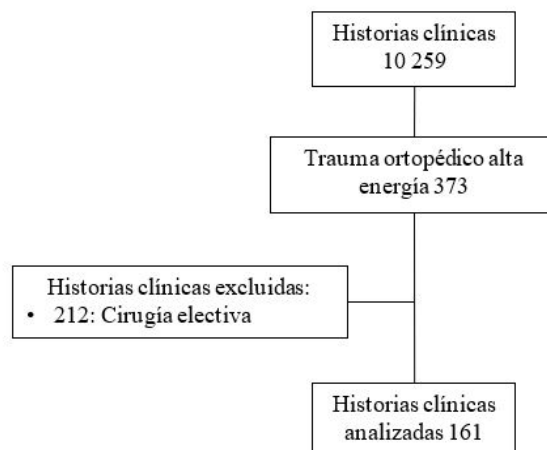 Historias clínicas
10 259
Trauma ortopédico alta
energía 373
Historias clínicas excluidas:
• 212: Cirugía electiva
Historias clínicas
analizadas 161